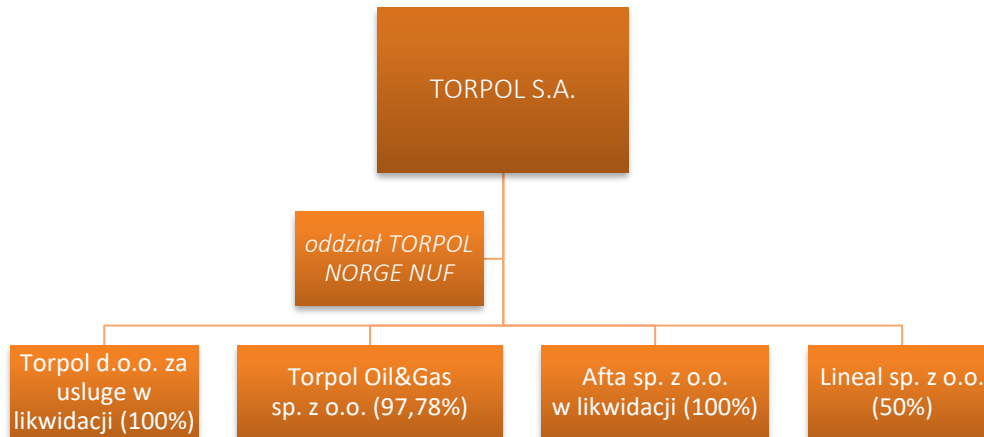 TORPOL S.A.
oddział TORPOL
NORGE NUF
Torpol d.o.o. za
usluge w
likwidacji (100%)
Torpol Oil&Gas
sp. z o.o. (97,78%)
Afta sp. z o.o.
w likwidacji (100%)
Lineal sp. z o.o.
(50%)